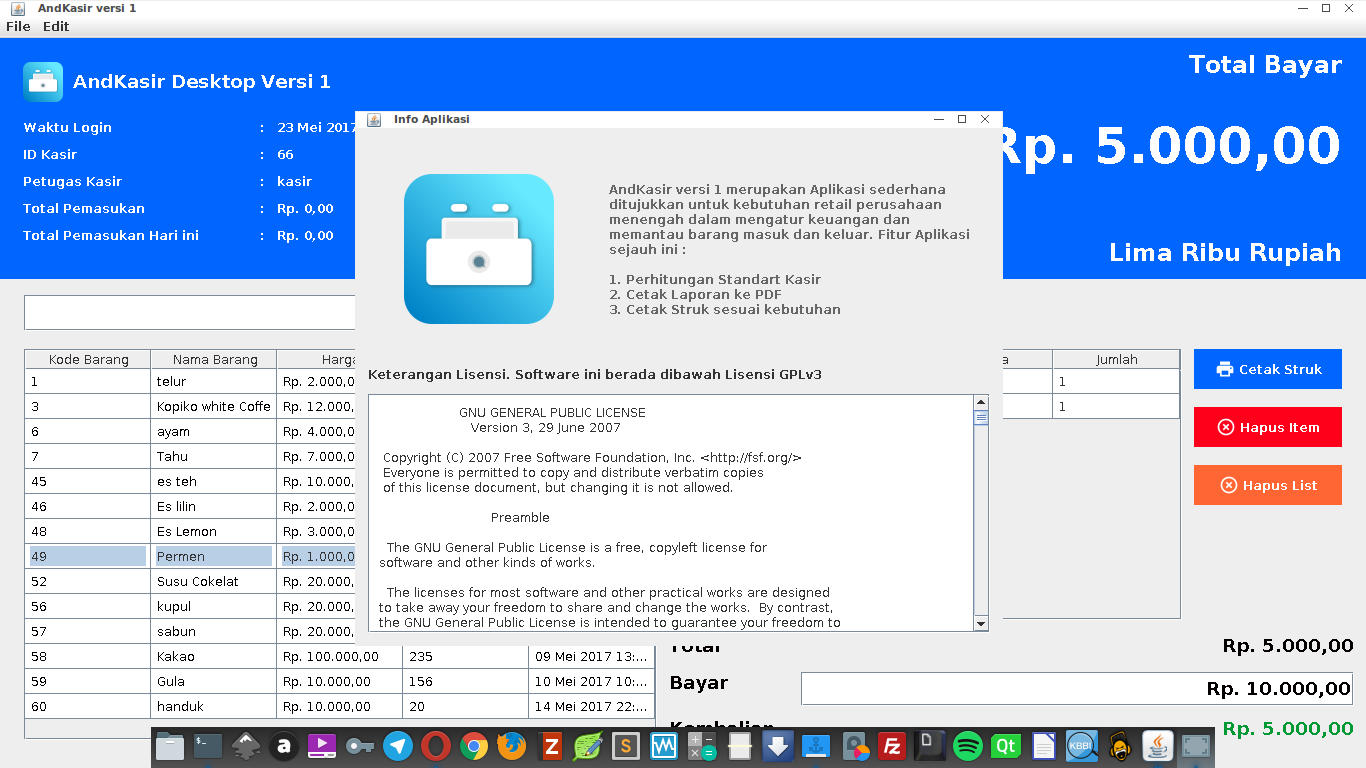 AndKasir versi 1
File Edit
AndKasir Desktop Versi 1
Total Bayar
Waktu Login : 23 Mei 2017
ID Kasir : 66
Petugas Kasir : kasir
Total Pemasukan : Rp. 0,00
Total Pemasukan Hari ini : Rp. 0,00
Rp. 5.000,00
Lima Ribu Rupiah
Info Aplikasi
AndKasir versi 1 merupakan Aplikasi sederhana
ditujukkan untuk kebutuhan retail perusahaan
menengah dalam mengatur keuangan dan
memantau barang masuk dan keluar. Fitur Aplikasi
sejauh ini :
1. Perhitungan Standart Kasir
2. Cetak Laporan ke PDF
3. Cetak Struk sesuai kebutuhan
Keterangan Lisensi. Software ini berada dibawah Lisensi GPLv3
GNU GENERAL PUBLIC LICENSE
Version 3, 29 June 2007
Copyright (C) 2007 Free Software Foundation, Inc. <http://fsf.org/>
Everyone is permitted to copy and distribute verbatim copies
of this license document, but changing it is not allowed.
Preamble
The GNU General Public License is a free, copyleft license for
software and other kinds of works.
The licenses for most software and other practical works are designed
to take away your freedom to share and change the works. By contrast,
the GNU General Public License is intended to guarantee your freedom to
Kode Barang Nama Barang Harga
1 telur Rp. 2.000,0
3 Kopiko white Coffe Rp. 12.000,
6 ayam Rp. 4.000,0
7 Tahu Rp. 7.000,0
45 es teh Rp. 10.000,
46 Es lilin Rp. 2.000,0
48 Es Lemon Rp. 3.000,0
49 Permen Rp. 1.000,0
52 Susu Cokelat Rp. 20.000,
56 kupul Rp. 20.000,
57 sabun Rp. 20.000,
58 Kakao Rp. 100.000,00 235 09 Mei 2017 13:...
59 Gula Rp. 10.000,00 156 10 Mei 2017 10:...
60 handuk Rp. 10.000,00 20 14 Mei 2017 22:...
a Jumlah
1
1
Cetak Struk
Hapus Item
Hapus List
Total Rp. 5.000,00
Bayar Rp. 10.000,00
Kembalian Rp. 5.000,00
a
Z
S
Fz
D
Qt
KBBI